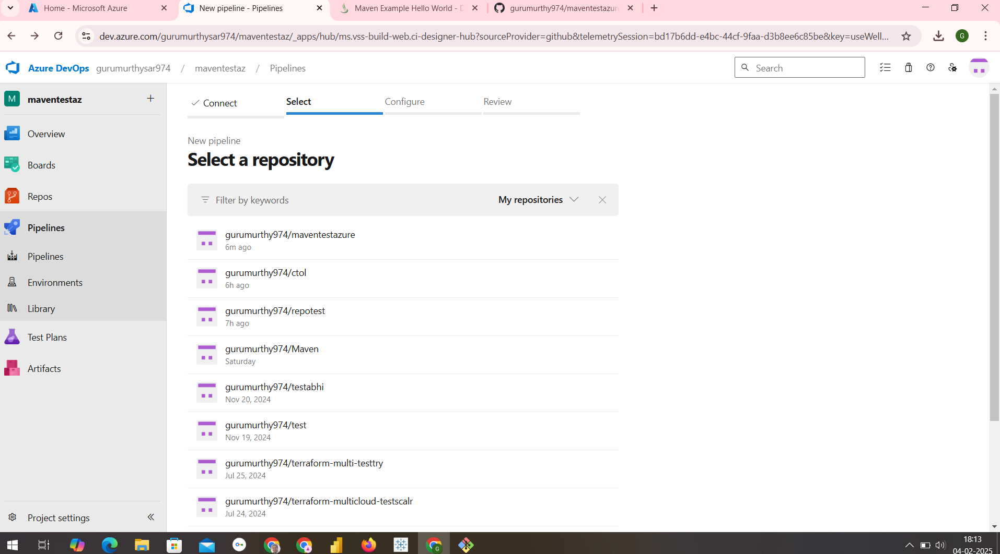 Home - Microsoft Azure
New pipeline - Pipelines
Maven Example Hello World - D
gurumurthy974/maventestazure
dev.azure.com/gurumurthysar974/maventestaz/_apps/hub/ms.vss-build-web.ci-designer-hub?sourceProvider=github&telemetrySession=bd17b6dd-e4bc-44cf-9faa-d3b8ee6c85be&key=useWell...
G
Azure DevOps gurumurthysar974 / maventestaz / Pipelines
Search
M maventestaz
Overview
Boards
Repos
Pipelines
Pipelines
Environments
Library
Test Plans
Artifacts
Project settings
Connect Select Configure Review
New pipeline
Select a repository
Filter by keywords My repositories
gurumurthy974/maventestazure
6m ago
gurumurthy974/ctol
6h ago
gurumurthy974/repotest
7h ago
gurumurthy974/Maven
Saturday
gurumurthy974/testabhi
Nov 20, 2024
gurumurthy974/test
Nov 19, 2024
gurumurthy974/terraform-multi-testtry
Jul 25, 2024
gurumurthy974/terraform-multicloud-testscalr
Jul 24, 2024
G
18:13
04-02-2025